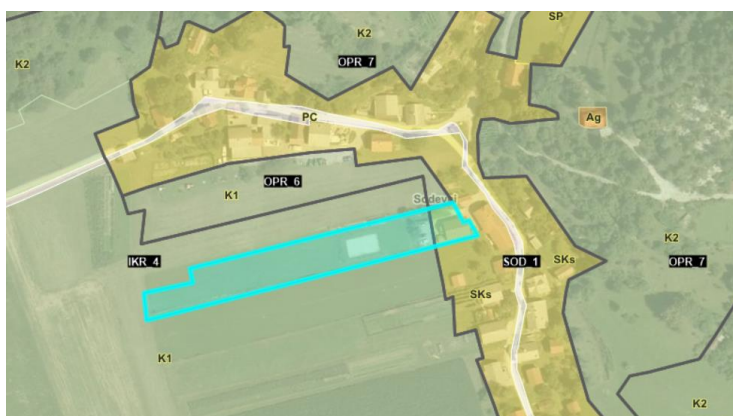 SP
K2
K2
OPR_7
PC
Ag
OPR_6
K1
Sodevci
K2
IKR_4
SOD_1
SKs
OPR_7
SKs
K1
K2